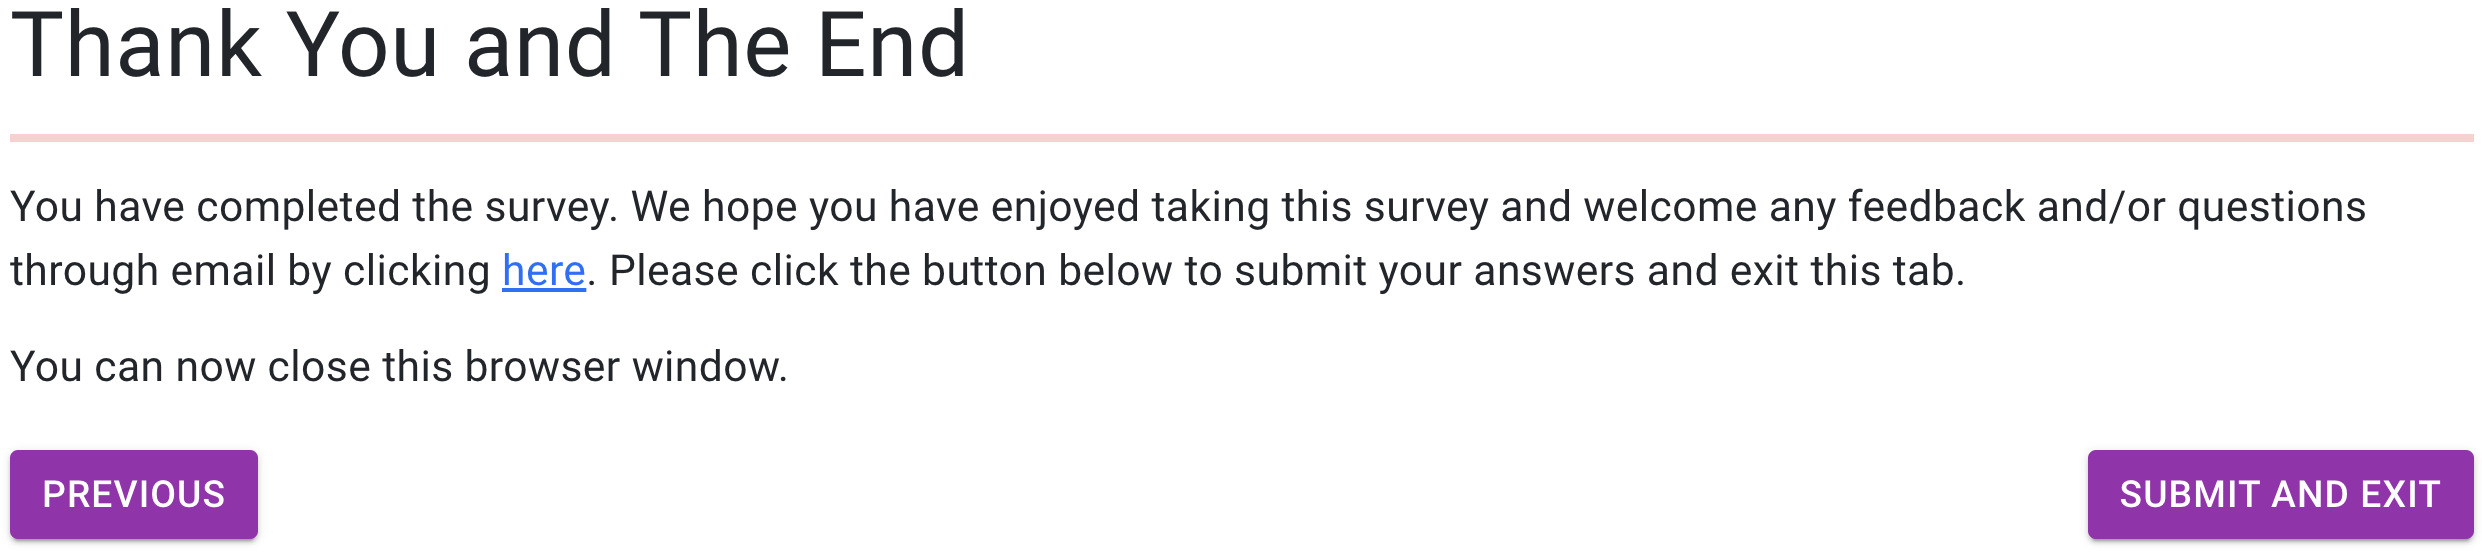 Thank You and The End
You have completed the survey. We hope you have enjoyed taking this survey and welcome any feedback and/or questions
through email by clicking here. Please click the button below to submit your answers and exit this tab.
You can now close this browser window.
PREVIOUS
SUBMIT AND EXIT